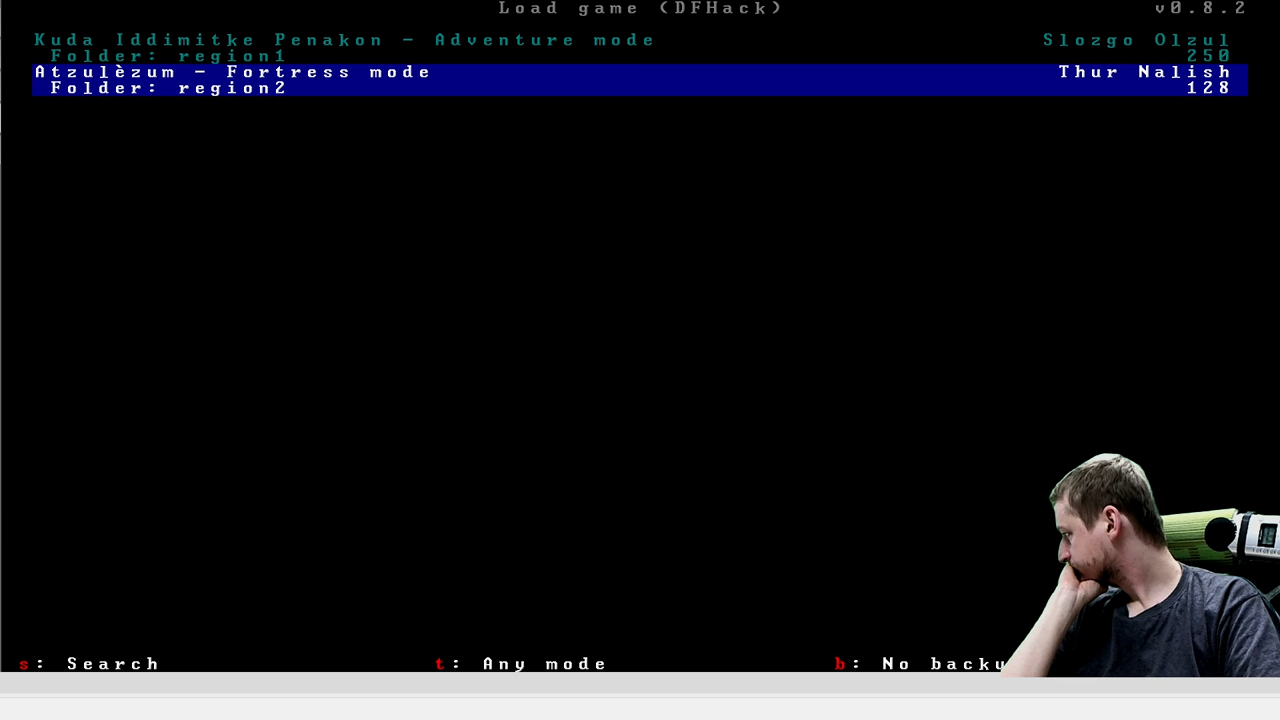 Load game (DFHack) v0.8.2
Kuda Iddimitke Penakon - Adventure mode Slozgo Olzul
Folder: region1 250
Atzulèzum - Fortress mode Thur Nalish
Folder: region2 128
s: Search t: Any mode b: No backu